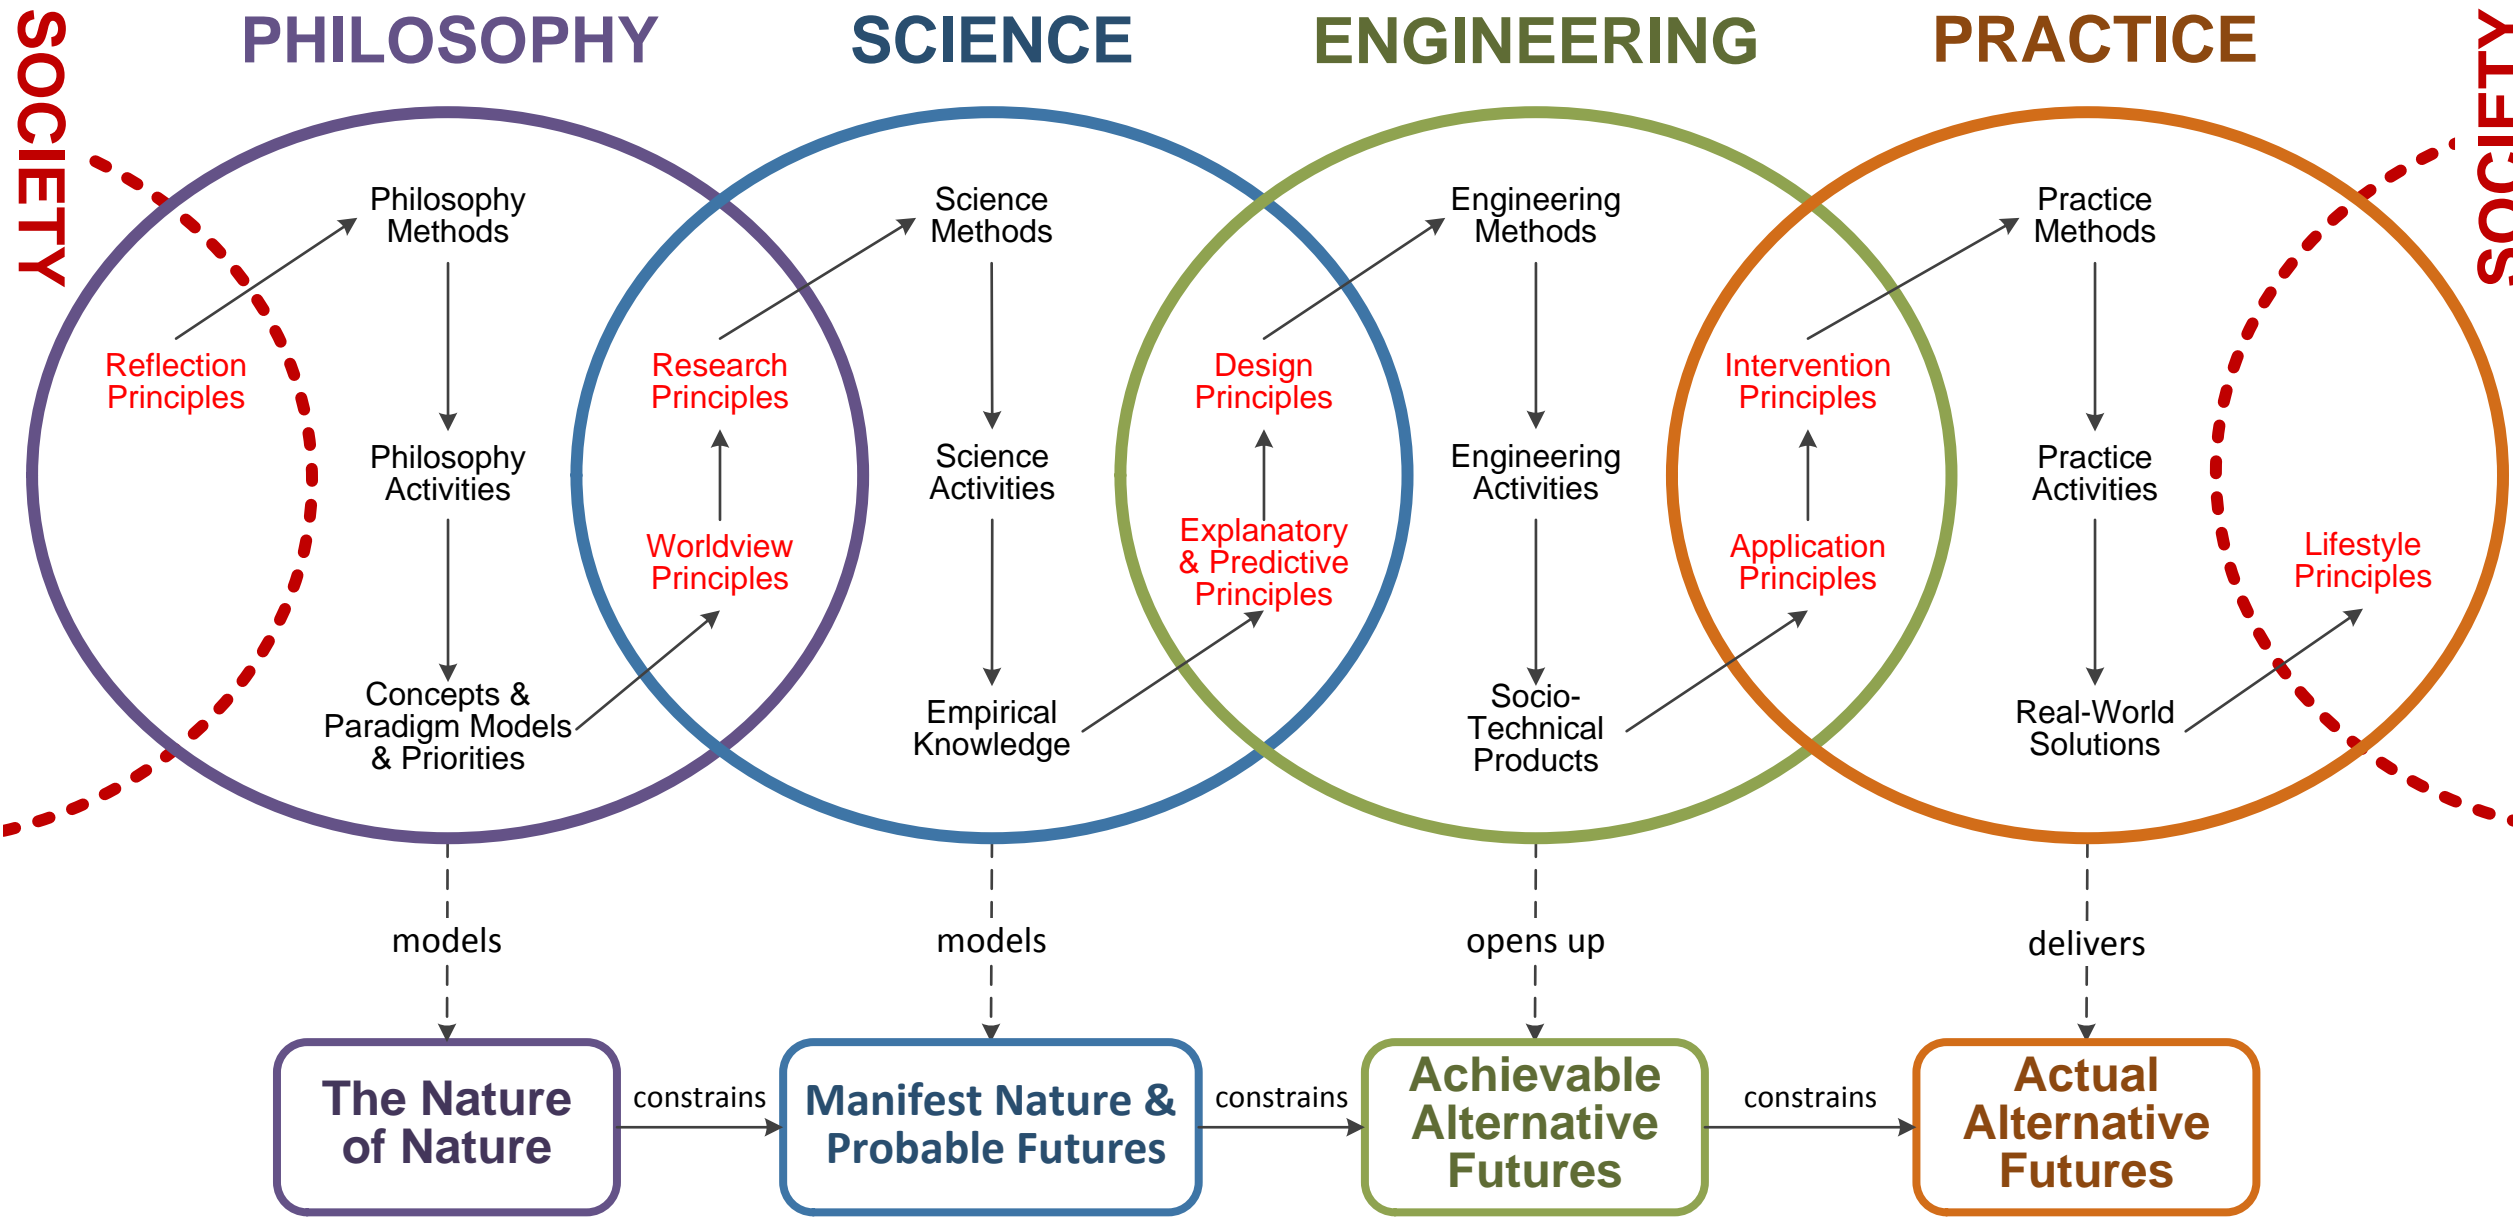 SOCIETY
PHILOSOPHY
SCIENCE
ENGINEERING
PRACTICE
SOCIETY
Philosophy
Methods
Science
Methods
Engineering
Methods
Practice
Methods
Reflection
Principles
Research
Principles
Design
Principles
Intervention
Principles
Philosophy
Activities
Science
Activities
Engineering
Activities
Practice
Activities
Worldview
Principles
Explanatory
& Predictive
Principles
Application
Principles
Lifestyle
Principles
Concepts &
Paradigm Models
& Priorities
Empirical
Knowledge
Socio-
Technical
Products
Real-World
Solutions
models
models
opens up
delivers
The Nature
of Nature
constrains
Manifest Nature &
Probable Futures
constrains
Achievable
Alternative
Futures
constrains
Actual
Alternative
Futures